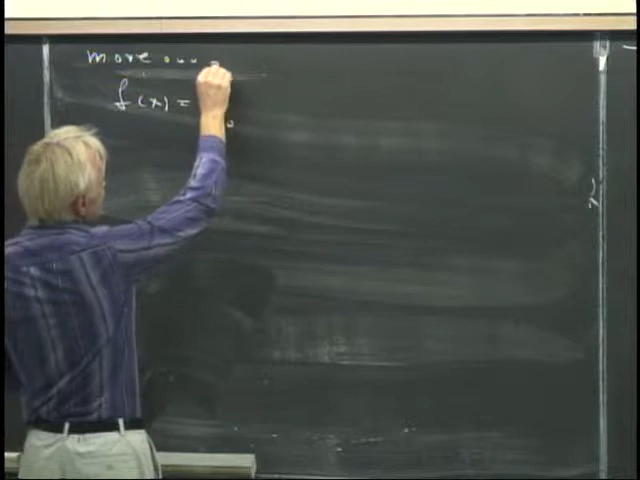 more
f(x) =